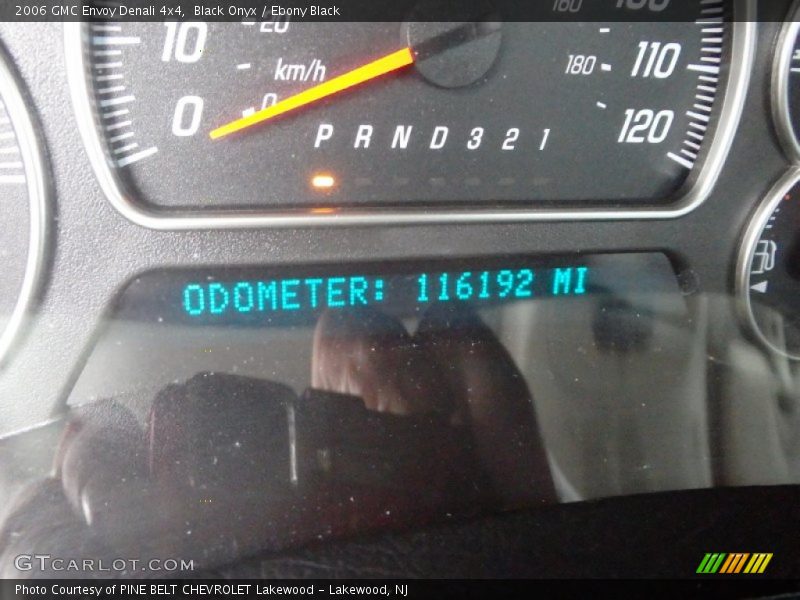 2006 GMC Envoy Denali 4x4, Black Onyx / Ebony Black
10 20 180 100
km/h 180 110
0 0 120
P R N D 3 2 1
ODOMETER: 116192 MI
GTCARLOT.COM
Photo Courtesy of PINE BELT CHEVROLET Lakewood - Lakewood, NJ